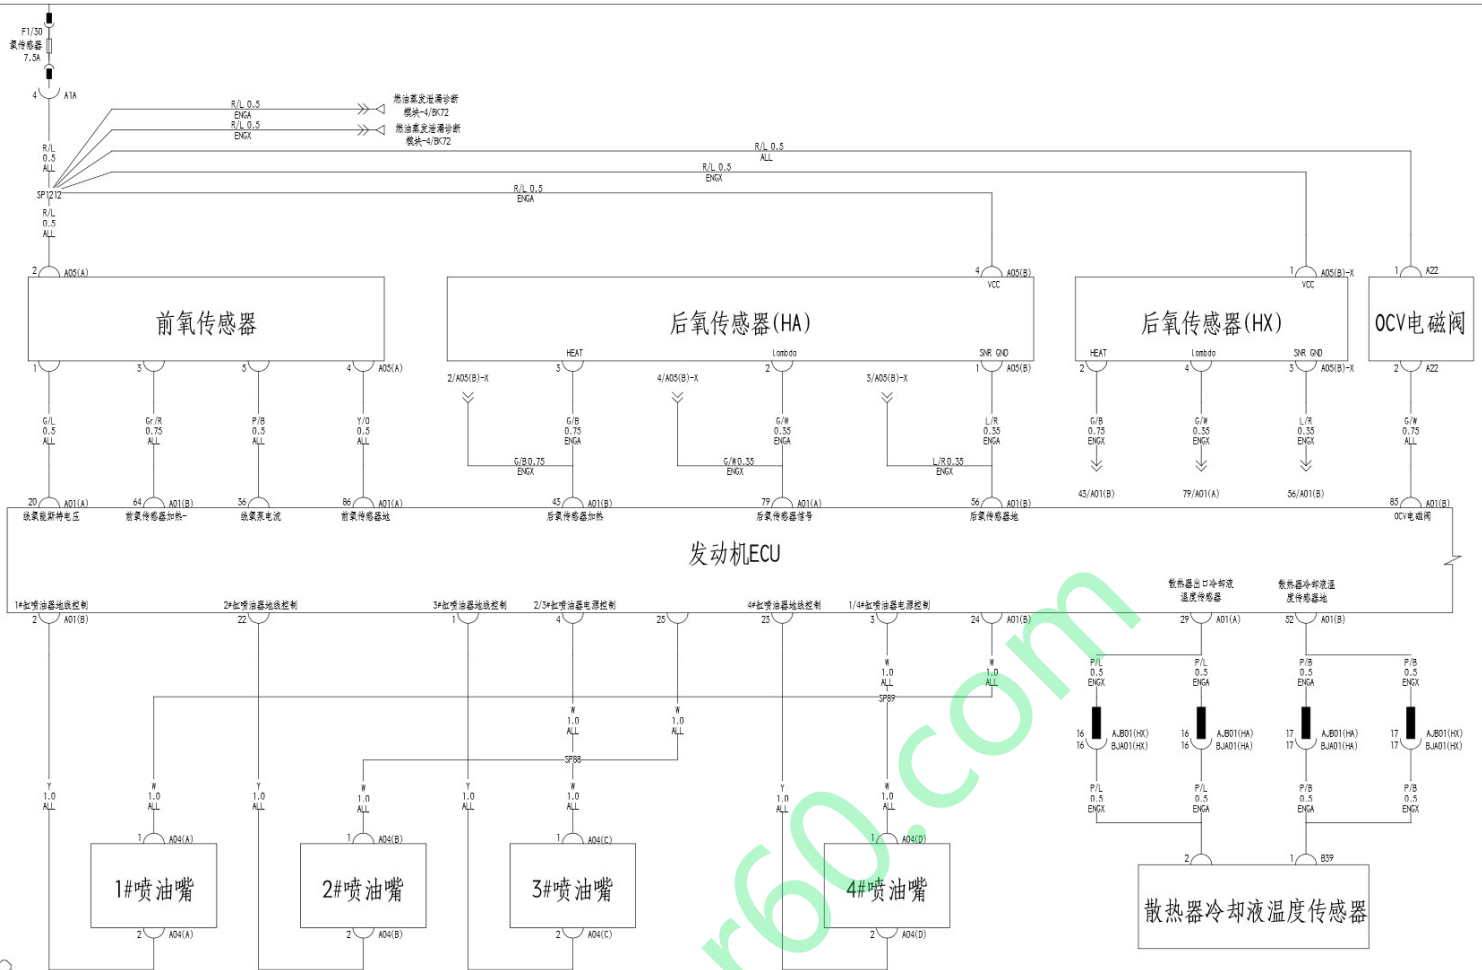 F1/30
氧传感器
7.5A
4
A1A
R/L 0.5
ENGA
燃油蒸发泄漏诊断
模块-4/BK72
R/L 0.5
ENGX
燃油蒸发泄漏诊断
模块-4/BK72
R/L
0.5
ALL
R/L 0.5
ALL
R/L 0.5
ENGX
SP1212
R/L 0.5
ENGA
R/L
0.5
ALL
2 A05(A)
4 A05(B)
VCC
1 A05(B)-X
VCC
1 A22
前氧传感器
后氧传感器(HA)
后氧传感器(HX)
OCV电磁阀
HEAT
lambda
SNR GND
HEAT
lambda
SNR GND
1
3
5
4 A05(A)
2/A05(B)-X
3
4/A05(B)-X
2
3/A05(B)-X
1 A05(B)
2
4
3 A05(B)-X
2 A22
G/L
0.5
ALL
Gr/R
0.75
ALL
P/B
0.5
ALL
Y/O
0.5
ALL
G/B
0.75
ENGA
G/W
0.35
ENGA
L/R
0.35
ENGA
G/B
0.75
ENGX
G/W
0.35
ENGX
L/R
0.35
ENGX
G/W
0.75
ALL
G/B0.75
ENGX
G/W0.35
ENGX
L/R0.35
ENGX
43/A01(B)
79/A01(A)
56/A01(B)
20 A01(A)
64 A01(B)
36
86 A01(A)
43 A01(B)
79 A01(A)
56 A01(B)
85 A01(B)
线氧能斯特电压
前氧传感器加热-
线氧泵电流
前氧传感器地
后氧传感器加热
后氧传感器信号
后氧传感器地
OCV电磁阀
发动机ECU
散热器出口冷却液
温度传感器
散热器冷却液温
度传感器地
1#缸喷油器地线控制
2#缸喷油器地线控制
3#缸喷油器地线控制
2/3#缸喷油器电源控制
4#缸喷油器地线控制
1/4#缸喷油器电源控制
2 A01(B)
22
1
4
25
23
3
24 A01(B)
29 A01(A)
52 A01(B)
W
1.0
ALL
W
1.0
ALL
P/L
0.5
ENGX
P/L
0.5
ENGA
P/B
0.5
ENGA
P/B
0.5
ENGX
SP89
W
1.0
ALL
W
1.0
ALL
16 AJB01(HX)
16 BJA01(HX)
16 AJB01(HA)
16 BJA01(HA)
17 AJB01(HA)
17 BJA01(HA)
17 AJB01(HX)
17 BJA01(HX)
SP88
Y
1.0
ALL
W
1.0
ALL
Y
1.0
ALL
W
1.0
ALL
Y
1.0
ALL
W
1.0
ALL
Y
1.0
ALL
W
1.0
ALL
P/L
0.5
ENGX
P/L
0.5
ENGA
P/B
0.5
ENGA
P/B
0.5
ENGX
1 A04(A)
1 A04(B)
1 A04(C)
1 A04(D)
2
1 B39
1#喷油嘴
2#喷油嘴
3#喷油嘴
4#喷油嘴
散热器冷却液温度传感器
2 A04(A)
2 A04(B)
2 A04(C)
2 A04(D)
r60.com